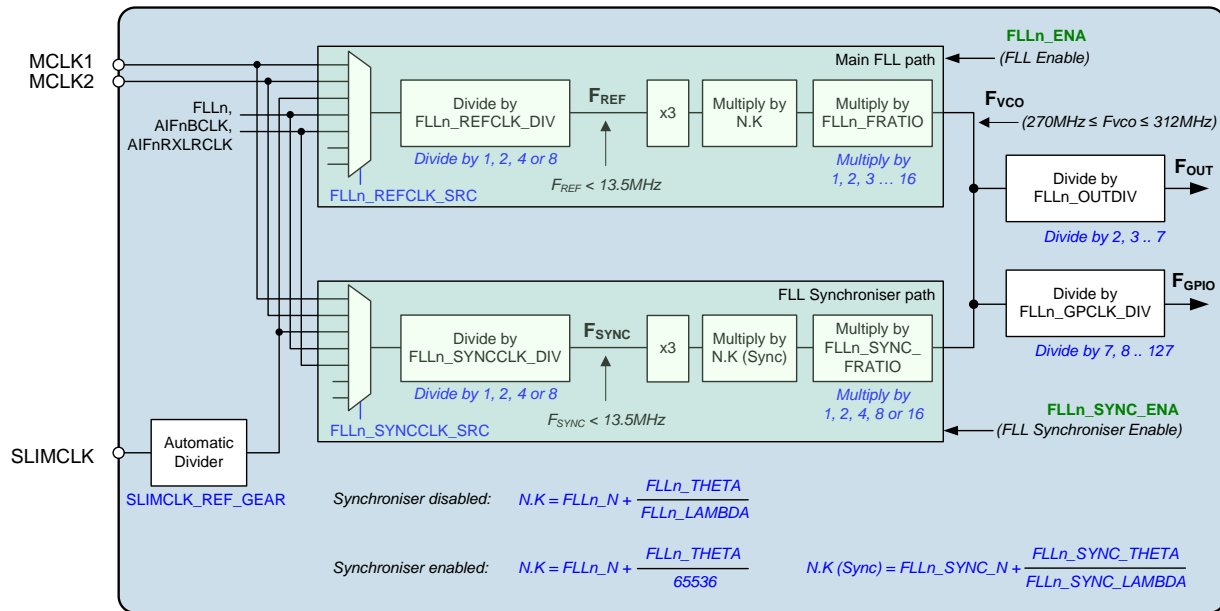 FLLn_ENA
(FLL Enable)
Main FLL path
MCLK1
MCLK2
FLLn,
AIFnBCLK,
AIFnRXLRCLK
Divide by
FLLn_REFCLK_DIV
Divide by 1, 2, 4 or 8
FREF
FREF < 13.5MHz
x3
Multiply by
N.K
Multiply by
FLLn_FRATIO
Multiply by
1, 2, 3 … 16
FLLn_REFCLK_SRC
FVCO
(270MHz ≤ Fvco ≤ 312MHz)
Divide by
FLLn_OUTDIV
FOUT
Divide by 2, 3 .. 7
FLL Synchroniser path
Divide by
FLLn_SYNCCLK_DIV
Divide by 1, 2, 4 or 8
FSYNC
FSYNC < 13.5MHz
x3
Multiply by
N.K (Sync)
Multiply by
FLLn_SYNC_
FRATIO
Multiply by
1, 2, 4, 8 or 16
FLLn_SYNCCLK_SRC
Divide by
FLLn_GPCLK_DIV
FGPIO
Divide by 7, 8 .. 127
FLLn_SYNC_ENA
(FLL Synchroniser Enable)
SLIMCLK
Automatic
Divider
SLIMCLK_REF_GEAR
Synchroniser disabled:
N.K = FLLn_N +
FLLn_THETA
FLLn_LAMBDA
Synchroniser enabled:
N.K = FLLn_N +
FLLn_THETA
65536
N.K (Sync) = FLLn_SYNC_N +
FLLn_SYNC_THETA
FLLn_SYNC_LAMBDA